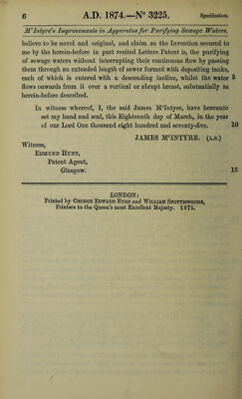 6 A.D. 1874.—No 3225. Specification.
M'Intyre's Improvements in Apparatus for Purifying Sewage Waters.
believe to be novel and original, and claim as the Invention secured to
me by the herein-before in part recited Letters Patent is, the purifying
of sewage waters without interrupting their continuous flow by passing
them through an extended length of sewer formed with depositing tanks,
each of which is entered with a descending incline, whilst the water 5
flows onwards from it over a vertical or abrupt breast, substantially as
herein-before described.
In witness whereof, I, the said James McIntyre, have hereunto
set my hand and seal, this Eighteenth day of March, in the year
of our Lord One thousand eight hundred and seventy-five. 10
JAMES McINTYRE. (L.S.)
Witness,
EDMUND HUNT,
Patent Agent,
Glasgow. 15
LONDON:
Printed by GEORGE EDWARD EYRE and WILLIAM SPOTTISWOODE,
Printers to the Queen's most Excellent Majesty. 1875.